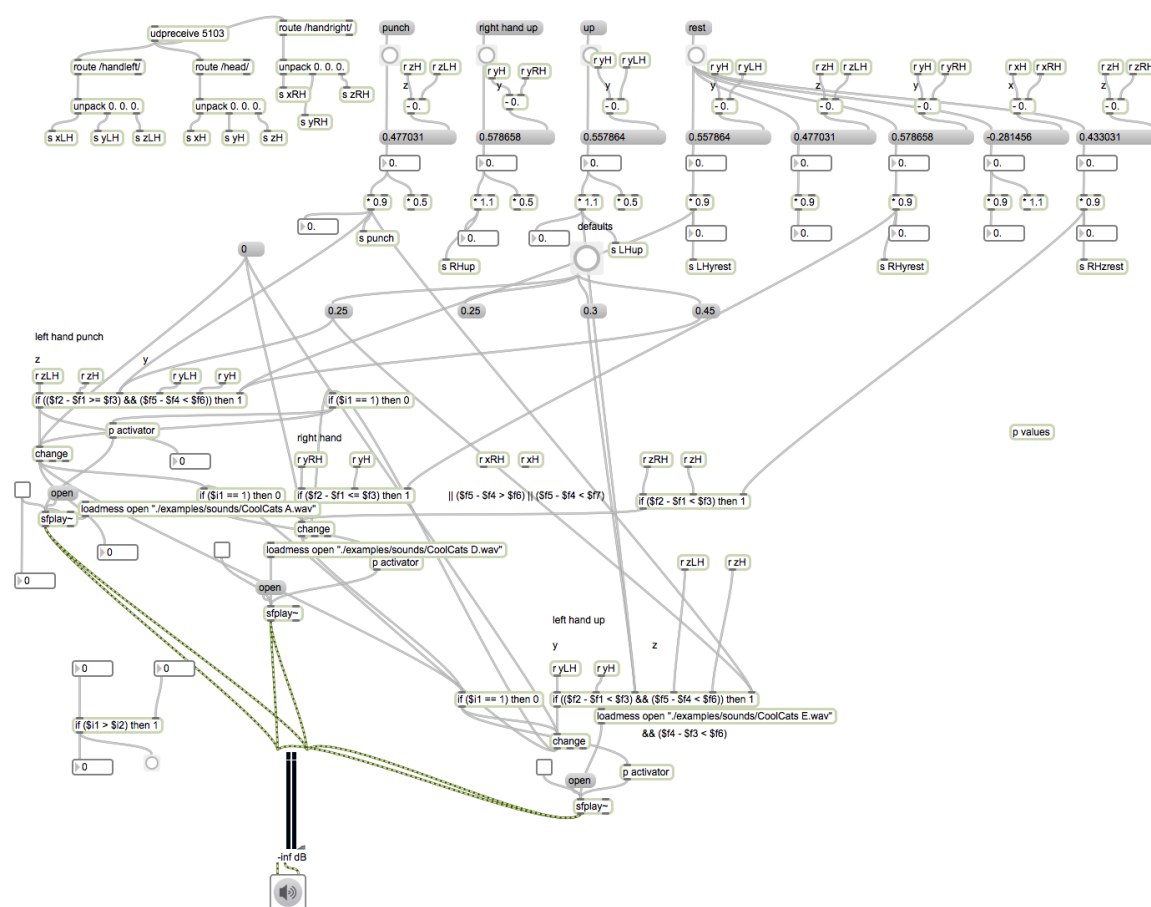 punch
right hand up
up
rest
udpreceive 5103
route /handright/
route /handleft/
route /head/
unpack 0. 0. 0.
r zH
r zLH
r yH
r yRH
r yH
r yLH
r yH
r yLH
r zH
r zLH
r yH
r yRH
r xH
r xRH
r zH
r zRH
z
y
y
y
z
y
x
z
s xRH
s zRH
s yRH
unpack 0. 0. 0.
unpack 0. 0. 0.
- 0.
- 0.
- 0.
- 0.
- 0.
- 0.
- 0.
- 0.
s xLH
s yLH
s zLH
s xH
s yH
s zH
0.477031
0.578658
0.557864
0.557864
0.477031
0.578658
-0.281456
0.433031
0.
0.
0.
0.
0.
0.
0.
0.
* 0.9
* 0.5
* 1.1
* 0.5
* 1.1
* 0.5
* 0.9
* 0.9
* 0.9
* 0.9
* 1.1
* 0.9
0.
s punch
0.
0.
defaults
s LHup
0.
0.
0.
0.
0.
0
s RHup
s LHyrest
s RHyrest
s RHzrest
0.25
0.25
0.3
0.45
left hand punch
z
y
r zLH
r zH
r yLH
r yH
if (($f2 - $f1 >= $f3) && ($f5 - $f4 < $f6)) then 1
if ($i1 == 1) then 0
p activator
p values
right hand
change
0
r yRH
r yH
r xRH
r xH
r zRH
r zH
open
if ($i1 == 1) then 0
if ($f2 - $f1 <= $f3) then 1
|| ($f5 - $f4 > $f6) || ($f5 - $f4 < $f7)
if ($f2 - $f1 < $f3) then 1
loadmess open "./examples/sounds/CoolCats A.wav"
sfplay~
change
0
loadmess open "./examples/sounds/CoolCats D.wav"
p activator
r zLH
r zH
0
open
sfplay~
left hand up
y
z
r yLH
r yH
0
0
if ($i1 == 1) then 0
if (($f2 - $f1 < $f3) && ($f5 - $f4 < $f6)) then 1
loadmess open "./examples/sounds/CoolCats E.wav"
if ($i1 > $i2) then 1
&& ($f4 - $f3 < $f6)
change
0
p activator
open
sfplay~
-inf dB